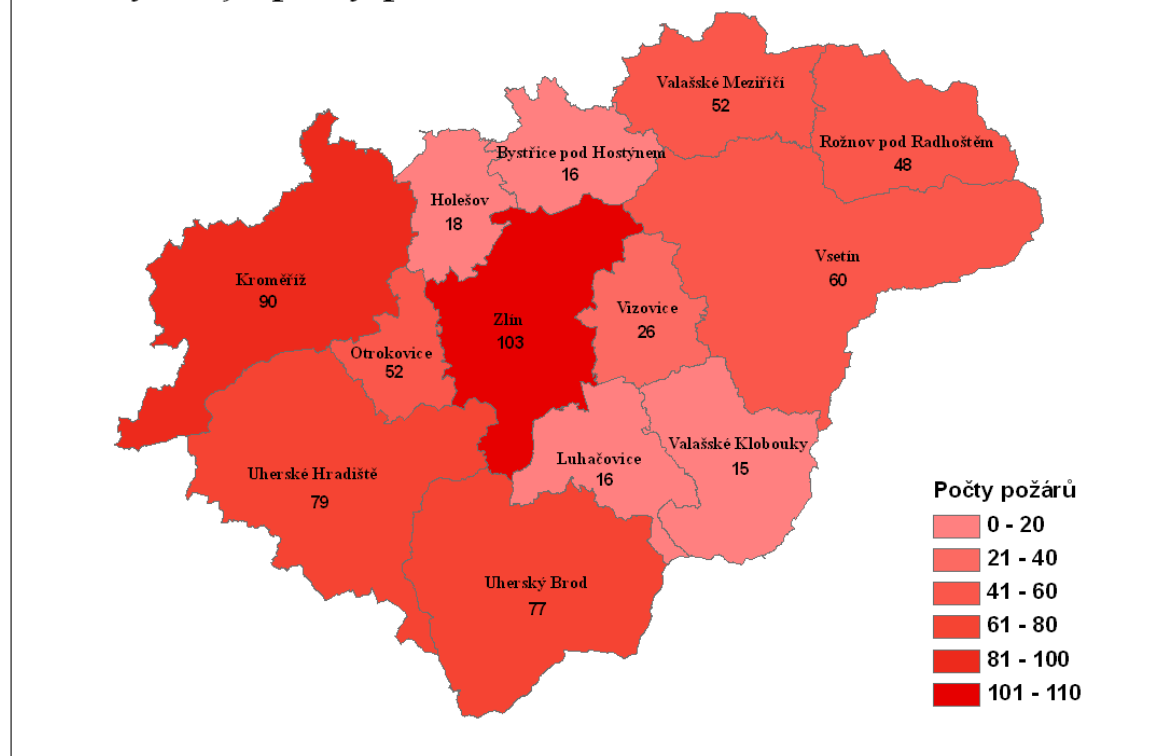 Valašské Meziříčí
52
Rožnov pod Radhoštěm
48
Bystřice pod Hostýnem
16
Holešov
18
Vsetín
60
Kroměříž
90
Zlín
103
Vizovice
26
Otrokovice
52
Valašské Klobouky
15
Luhačovice
16
Uherské Hradiště
79
Uherský Brod
77
Počty požárů
0 - 20
21 - 40
41 - 60
61 - 80
81 - 100
101 - 110